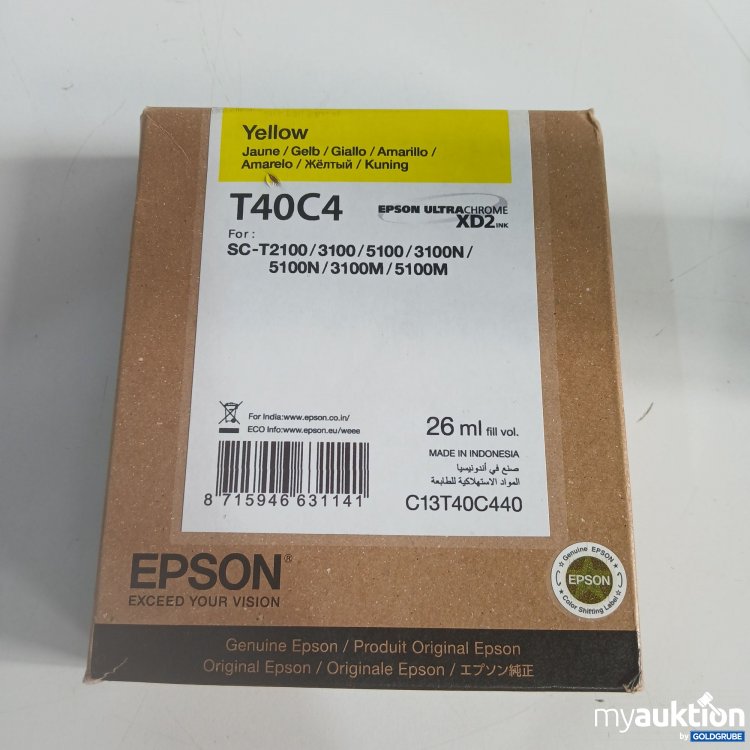 Yellow
Jaune / Gelb / Giallo / Amarillo /
Amarelo / Жёлтый / Kuning
T40C4
EPSON ULTRACHROME
XD2 INK
For :
SC-T2100 / 3100 / 5100 / 3100N /
5100N / 3100M / 5100M
For India:www.epson.co.in/
ECO Info:www.epson.eu/weee
26 ml fill vol.
MADE IN INDONESIA
صنع في أندونيسيا
المواد الاستهلاكية للطابعة
8 715946 631141
C13T40C440
EPSON®
EXCEED YOUR VISION
Genuine EPSON
EPSON
Color Shifting Label
Genuine Epson / Produit Original Epson
Original Epson / Originale Epson / エプソン純正
myauktion
by GOLDGRUBE